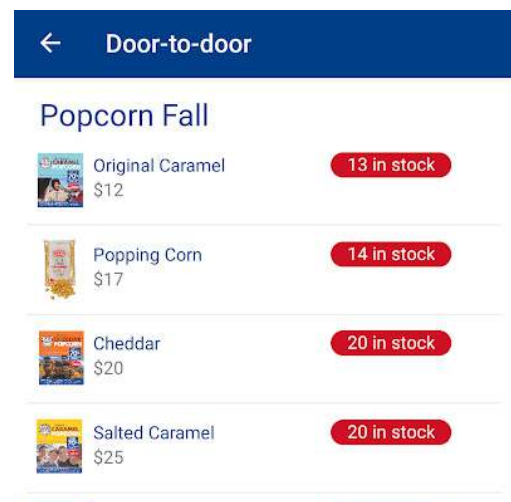 Door-to-door
Popcorn Fall
Original Caramel
13 in stock
$12
Popping Corn
14 in stock
$17
Cheddar
20 in stock
$20
Salted Caramel
20 in stock
$25